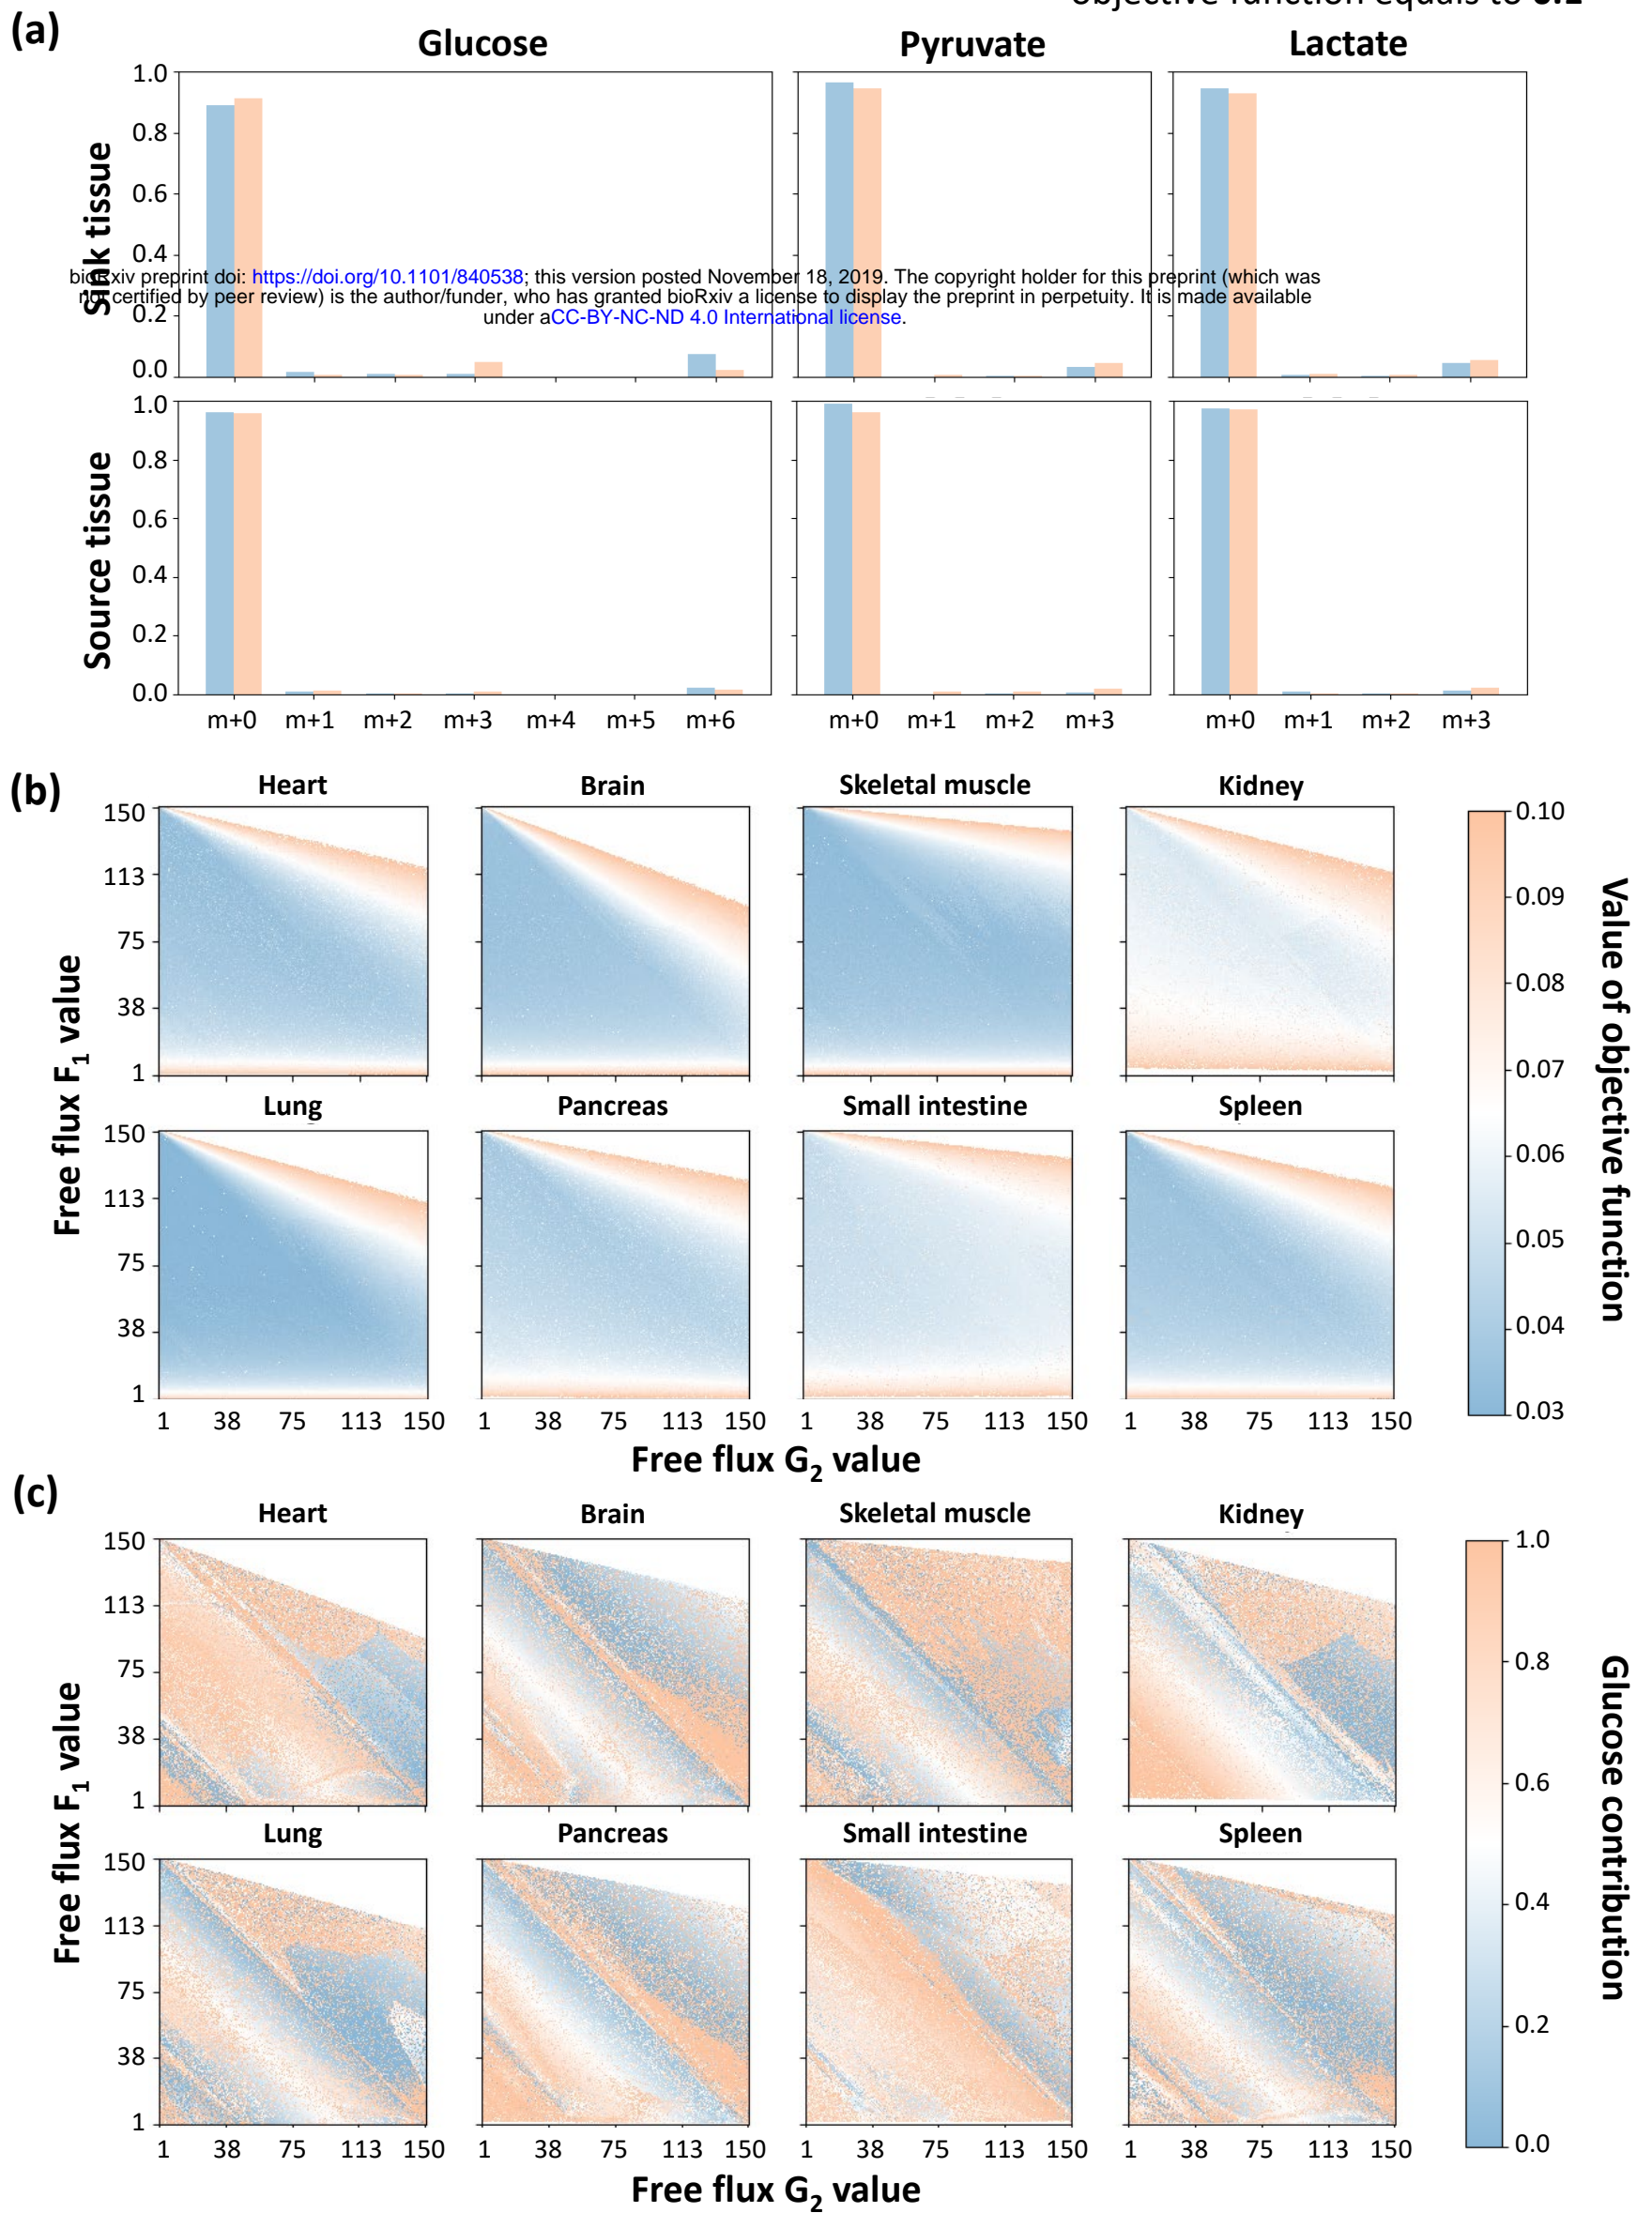 objective function equals to 0.1
(a)
Glucose Pyruvate Lactate
Sink tissue
1.0
0.8
0.6
0.4
0.2
0.0
bioRxiv preprint doi: https://doi.org/10.1101/840538; this version posted November 18, 2019. The copyright holder for this preprint (which was
not certified by peer review) is the author/funder, who has granted bioRxiv a license to display the preprint in perpetuity. It is made available
under aCC-BY-NC-ND 4.0 International license.
Source tissue
1.0
0.8
0.6
0.4
0.2
0.0
m+0 m+1 m+2 m+3 m+4 m+5 m+6 m+0 m+1 m+2 m+3 m+0 m+1 m+2 m+3
(b)
Heart Brain Skeletal muscle Kidney
150
113
75
38
1
Lung Pancreas Small intestine Spleen
150
113
75
38
1
1 38 75 113 150 1 38 75 113 150 1 38 75 113 150 1 38 75 113 150
Free flux F1 value
Free flux G2 value
0.10
0.09
0.08
0.07
0.06
0.05
0.04
0.03
Value of objective function
(c)
Heart Brain Skeletal muscle Kidney
150
113
75
38
1
Lung Pancreas Small intestine Spleen
150
113
75
38
1
1 38 75 113 150 1 38 75 113 150 1 38 75 113 150 1 38 75 113 150
Free flux F1 value
Free flux G2 value
1.0
0.8
0.6
0.4
0.2
0.0
Glucose contribution